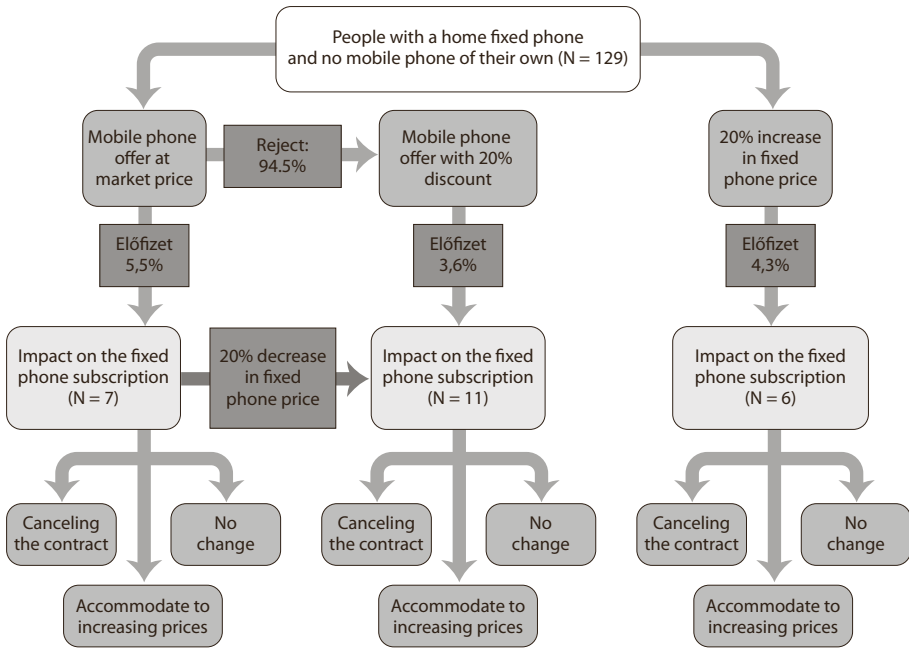 People with a home fixed phone
and no mobile phone of their own (N = 129)
Mobile phone
offer at
market price
Reject:
94.5%
Mobile phone
offer with 20%
discount
20% increase
in fixed
phone price
Előfizet
5,5%
Előfizet
3,6%
Előfizet
4,3%
Impact on the fixed
phone subscription
(N = 7)
20% decrease
in fixed
phone price
Impact on the fixed
phone subscription
(N = 11)
Impact on the fixed
phone subscription
(N = 6)
Canceling
the contract
No
change
Canceling
the contract
No
change
Canceling
the contract
No
change
Accommodate to
increasing prices
Accommodate to
increasing prices
Accommodate to
increasing prices